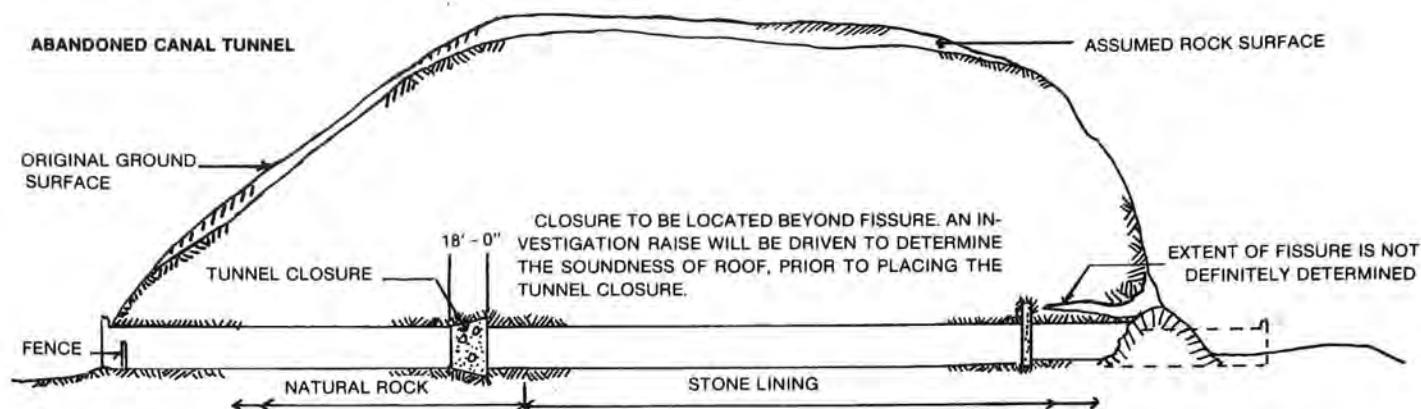 ABANDONED CANAL TUNNEL
ASSUMED ROCK SURFACE
ORIGINAL GROUND
SURFACE
CLOSURE TO BE LOCATED BEYOND FISSURE. AN IN-
VESTIGATION RAISE WILL BE DRIVEN TO DETERMINE
THE SOUNDNESS OF ROOF, PRIOR TO PLACING THE
TUNNEL CLOSURE.
18' - 0"
TUNNEL CLOSURE
EXTENT OF FISSURE IS NOT
DEFINITELY DETERMINED
FENCE
NATURAL ROCK
STONE LINING